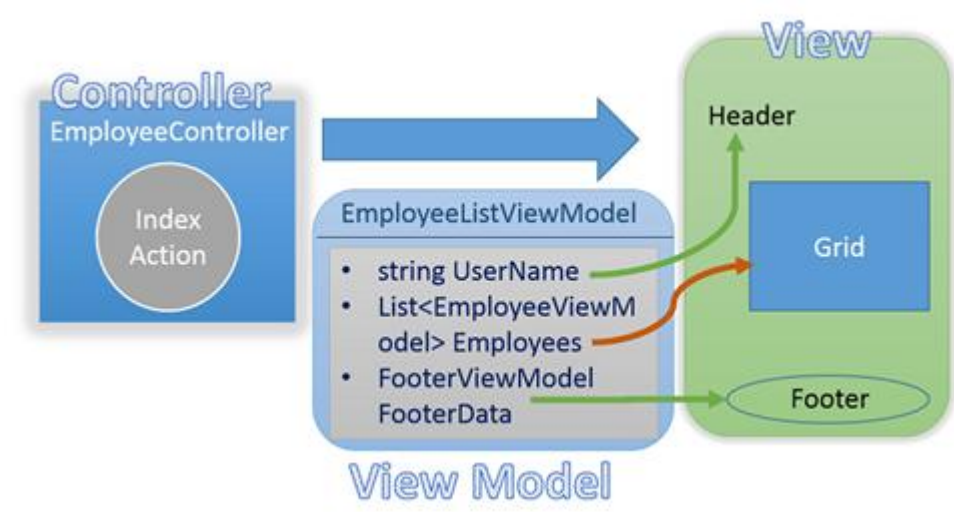 Controller
EmployeeController
Index
Action
EmployeeListViewModel
• string UserName
• List<EmployeeViewM
odel> Employees
• FooterViewModel
FooterData
View Model
View
Header
Grid
Footer